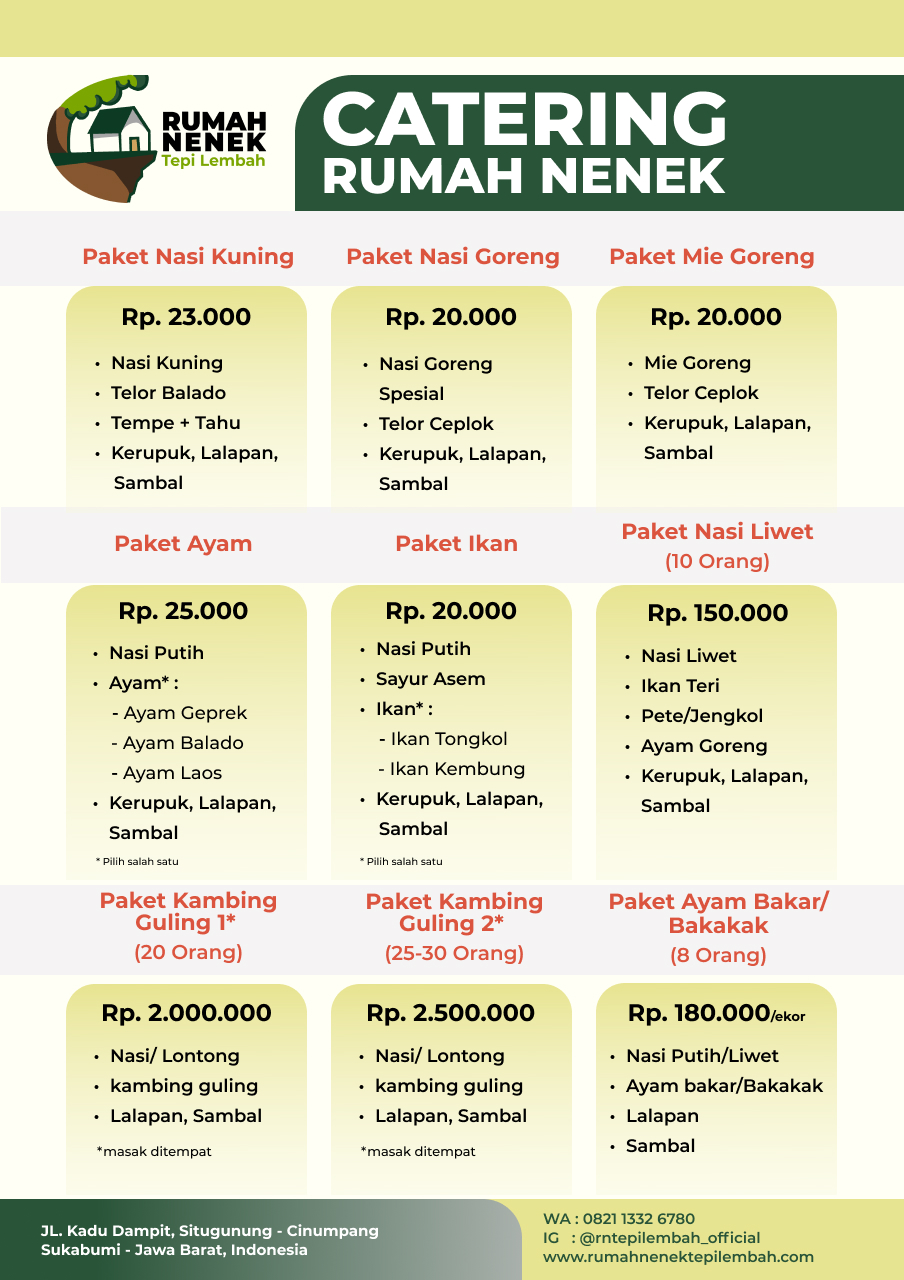 RUMAH
NENEK
Tepi Lembah
CATERING
RUMAH NENEK
Paket Nasi Kuning
Rp. 23.000
• Nasi Kuning
• Telor Balado
• Tempe + Tahu
• Kerupuk, Lalapan,
Sambal
Paket Nasi Goreng
Rp. 20.000
• Nasi Goreng
Spesial
• Telor Ceplok
• Kerupuk, Lalapan,
Sambal
Paket Mie Goreng
Rp. 20.000
• Mie Goreng
• Telor Ceplok
• Kerupuk, Lalapan,
Sambal
Paket Ayam
Rp. 25.000
• Nasi Putih
• Ayam* :
- Ayam Geprek
- Ayam Balado
- Ayam Laos
• Kerupuk, Lalapan,
Sambal
* Pilih salah satu
Paket Ikan
Rp. 20.000
• Nasi Putih
• Sayur Asem
• Ikan* :
- Ikan Tongkol
- Ikan Kembung
• Kerupuk, Lalapan,
Sambal
* Pilih salah satu
Paket Nasi Liwet
(10 Orang)
Rp. 150.000
• Nasi Liwet
• Ikan Teri
• Pete/Jengkol
• Ayam Goreng
• Kerupuk, Lalapan,
Sambal
Paket Kambing
Guling 1*
(20 Orang)
Rp. 2.000.000
• Nasi/ Lontong
• kambing guling
• Lalapan, Sambal
*masak ditempat
Paket Kambing
Guling 2*
(25-30 Orang)
Rp. 2.500.000
• Nasi/ Lontong
• kambing guling
• Lalapan, Sambal
*masak ditempat
Paket Ayam Bakar/
Bakakak
(8 Orang)
Rp. 180.000/ekor
• Nasi Putih/Liwet
• Ayam bakar/Bakakak
• Lalapan
• Sambal
JL. Kadu Dampit, Situgunung - Cinumpang
Sukabumi - Jawa Barat, Indonesia
WA : 0821 1332 6780
IG : @rntepilembah_official
www.rumahnenektepilembah.com